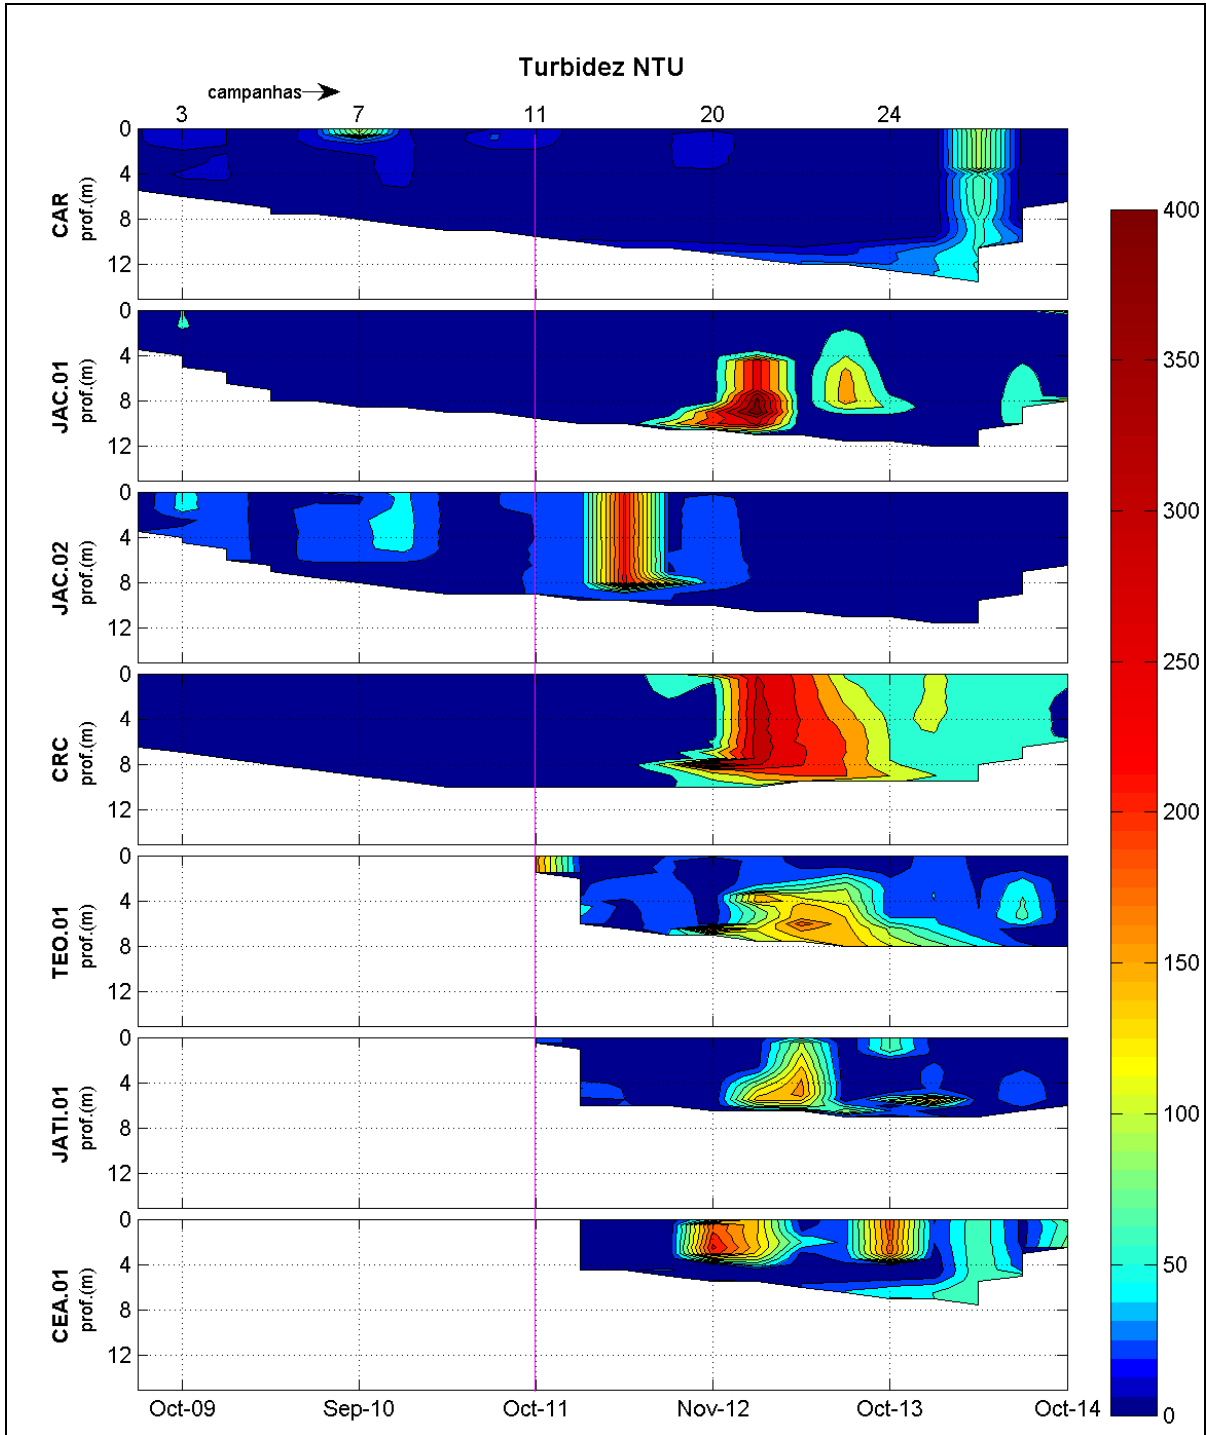 Turbidez NTU
campanhas
3 7 11 20 24
0
4
8
12
CAR
prof.(m)
0
4
8
12
JAC.01
prof.(m)
0
4
8
12
JAC.02
prof.(m)
0
4
8
12
CRC
prof.(m)
0
4
8
12
TEO.01
prof.(m)
0
4
8
12
JATI.01
prof.(m)
0
4
8
12
CEA.01
prof.(m)
Oct-09 Sep-10 Oct-11 Nov-12 Oct-13 Oct-14
400
350
300
250
200
150
100
50
0